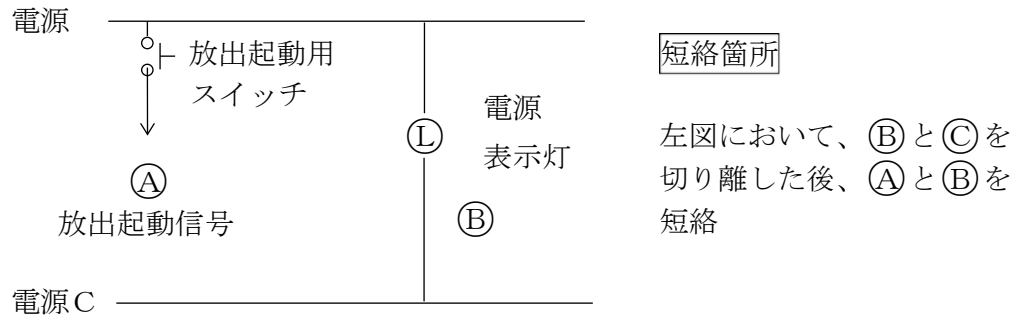 電源
放出起動用
スイッチ
Ⓐ
放出起動信号
Ⓛ
電源
表示灯
Ⓑ
電源C
短絡箇所
左図において、ⒷとⒸを
切り離した後、ⒶとⒷを
短絡